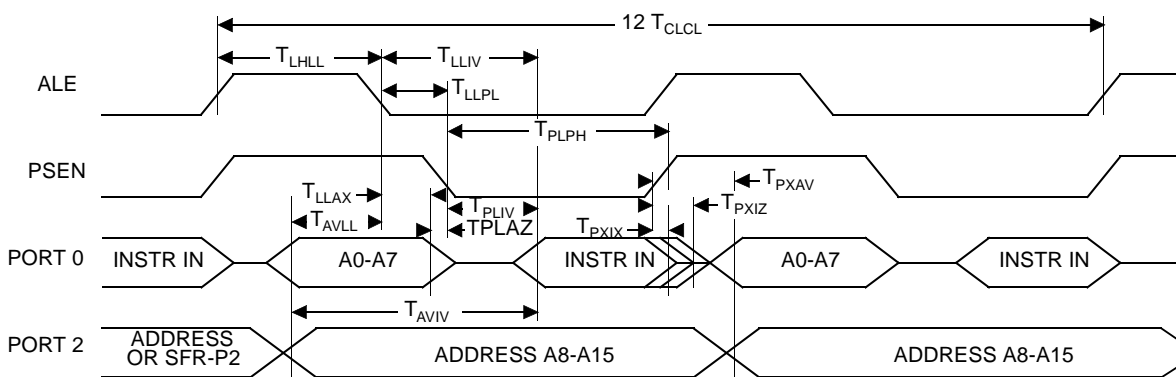 12 TCLCL
TLHLL
TLLIV
ALE
TLLPL
TPLPH
PSEN
TLLAX
TPXAV
TAVLL
TPLIV
TPLAZ
TPXIZ
TPXIX
PORT 0
INSTR IN
A0-A7
INSTR IN
A0-A7
INSTR IN
TAVIV
PORT 2
ADDRESS
OR SFR-P2
ADDRESS A8-A15
ADDRESS A8-A15